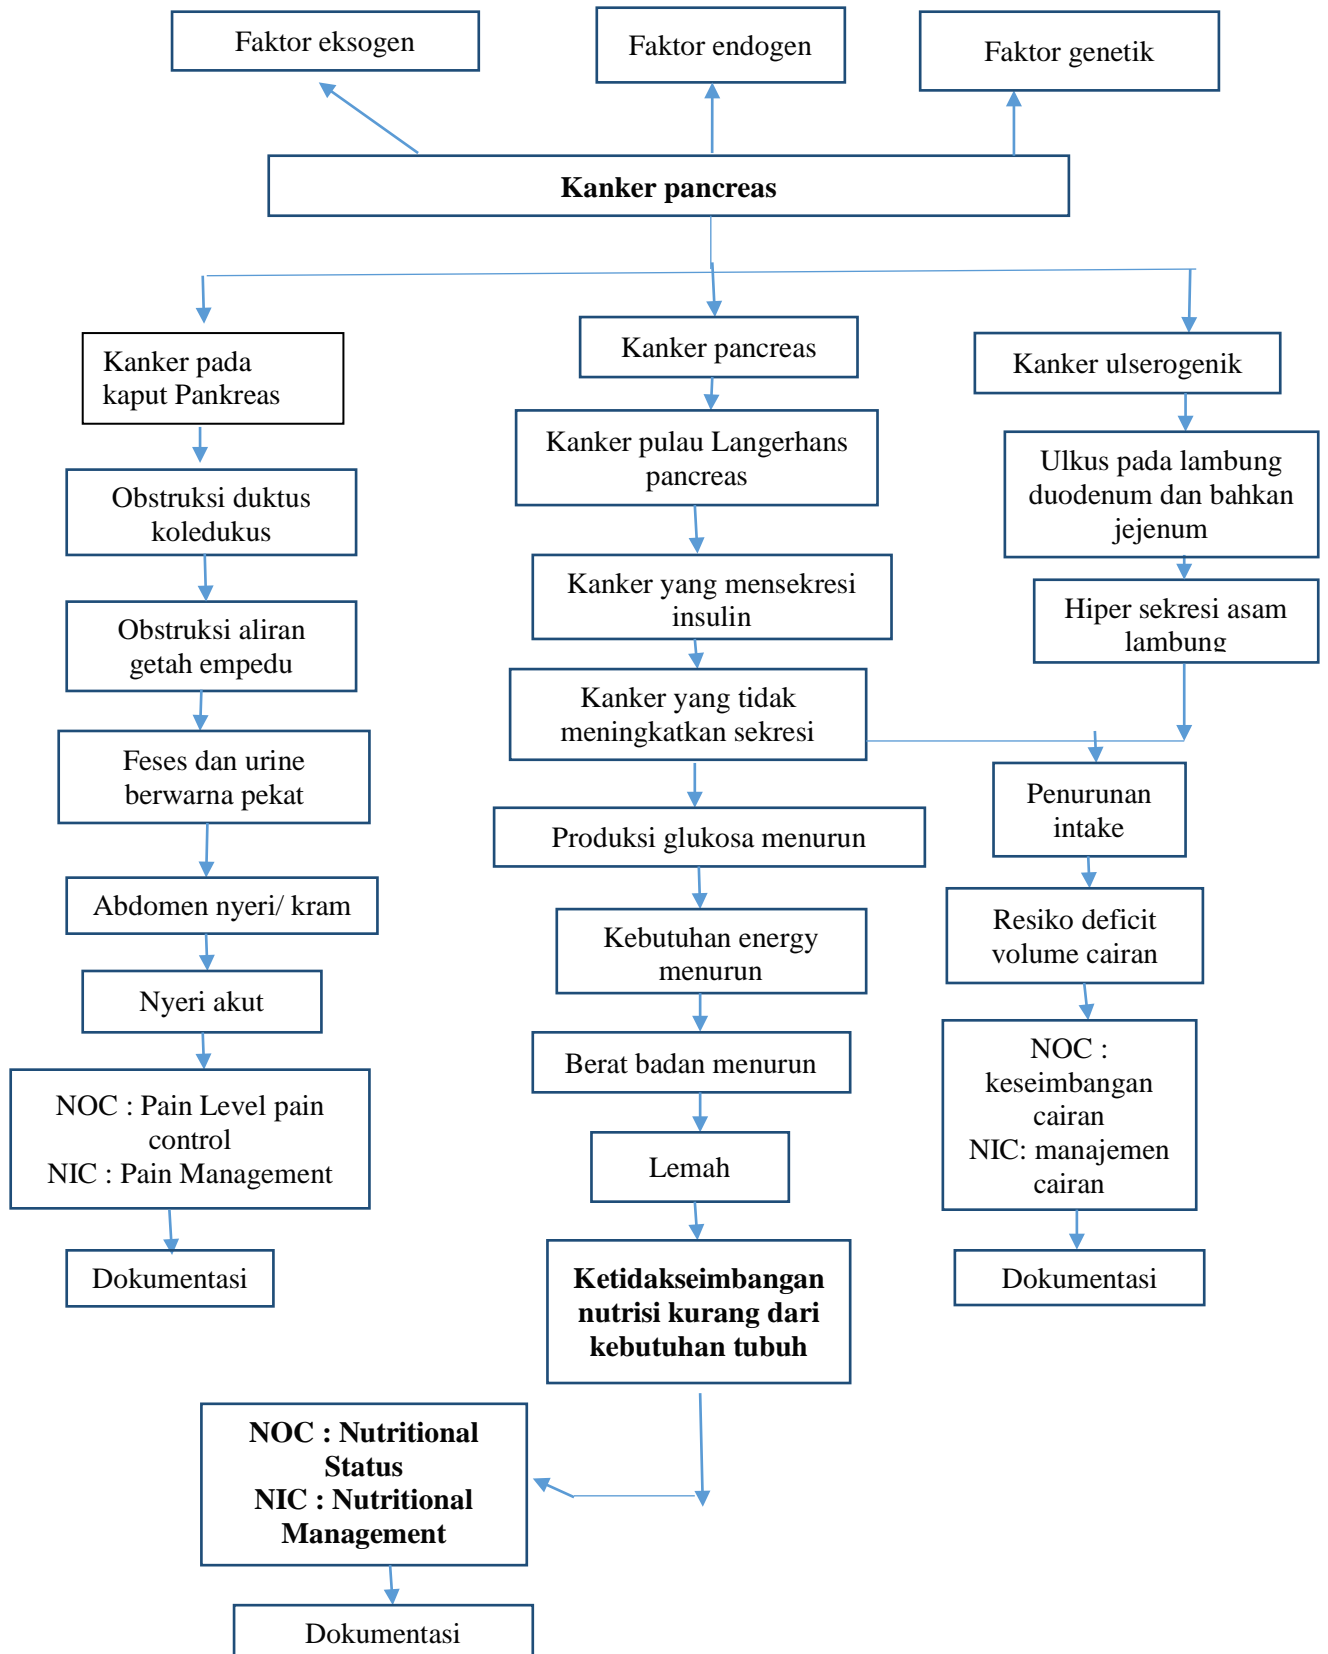 Faktor eksogen
Faktor endogen
Faktor genetik
Kanker pancreas
Kanker pada
kaput Pankreas
Obstruksi duktus
koledukus
Obstruksi aliran
getah empedu
Feses dan urine
berwarna pekat
Abdomen nyeri/ kram
Nyeri akut
NOC : Pain Level pain
control
NIC : Pain Management
Dokumentasi
Kanker pancreas
Kanker pulau Langerhans
pancreas
Kanker yang mensekresi
insulin
Kanker yang tidak
meningkatkan sekresi
Produksi glukosa menurun
Kebutuhan energy
menurun
Berat badan menurun
Lemah
Ketidakseimbangan
nutrisi kurang dari
kebutuhan tubuh
NOC : Nutritional
Status
NIC : Nutritional
Management
Dokumentasi
Kanker ulserogenik
Ulkus pada lambung
duodenum dan bahkan
jejenum
Hiper sekresi asam
lambung
Penurunan
intake
Resiko deficit
volume cairan
NOC :
keseimbangan
cairan
NIC: manajemen
cairan
Dokumentasi